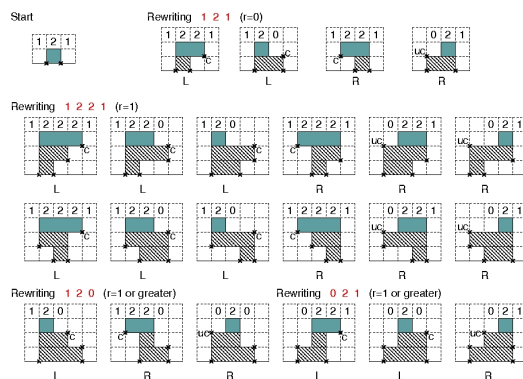 Start Rewriting 1 2 1 (r=0)
1 2 1 1 2 2 1 1 2 0 1 2 2 1 0 2 1
c c c uc
L L R R
Rewriting 1 2 2 1 (r=1)
1 2 2 2 1 1 2 2 0 1 2 0 1 2 2 2 1 0 2 2 1 0 2 1
c c c c uc uc
L L L R R R
1 2 2 2 1 1 2 2 0 1 2 0 1 2 2 2 1 0 2 2 1 0 2 1
c c c c uc uc
L L L R R R
Rewriting 1 2 0 (r=1 or greater) Rewriting 0 2 1 (r=1 or greater)
1 2 0 1 2 2 0 0 2 0 0 2 2 1 0 2 0 0 2 1
c c uc c c uc
L R R L L R